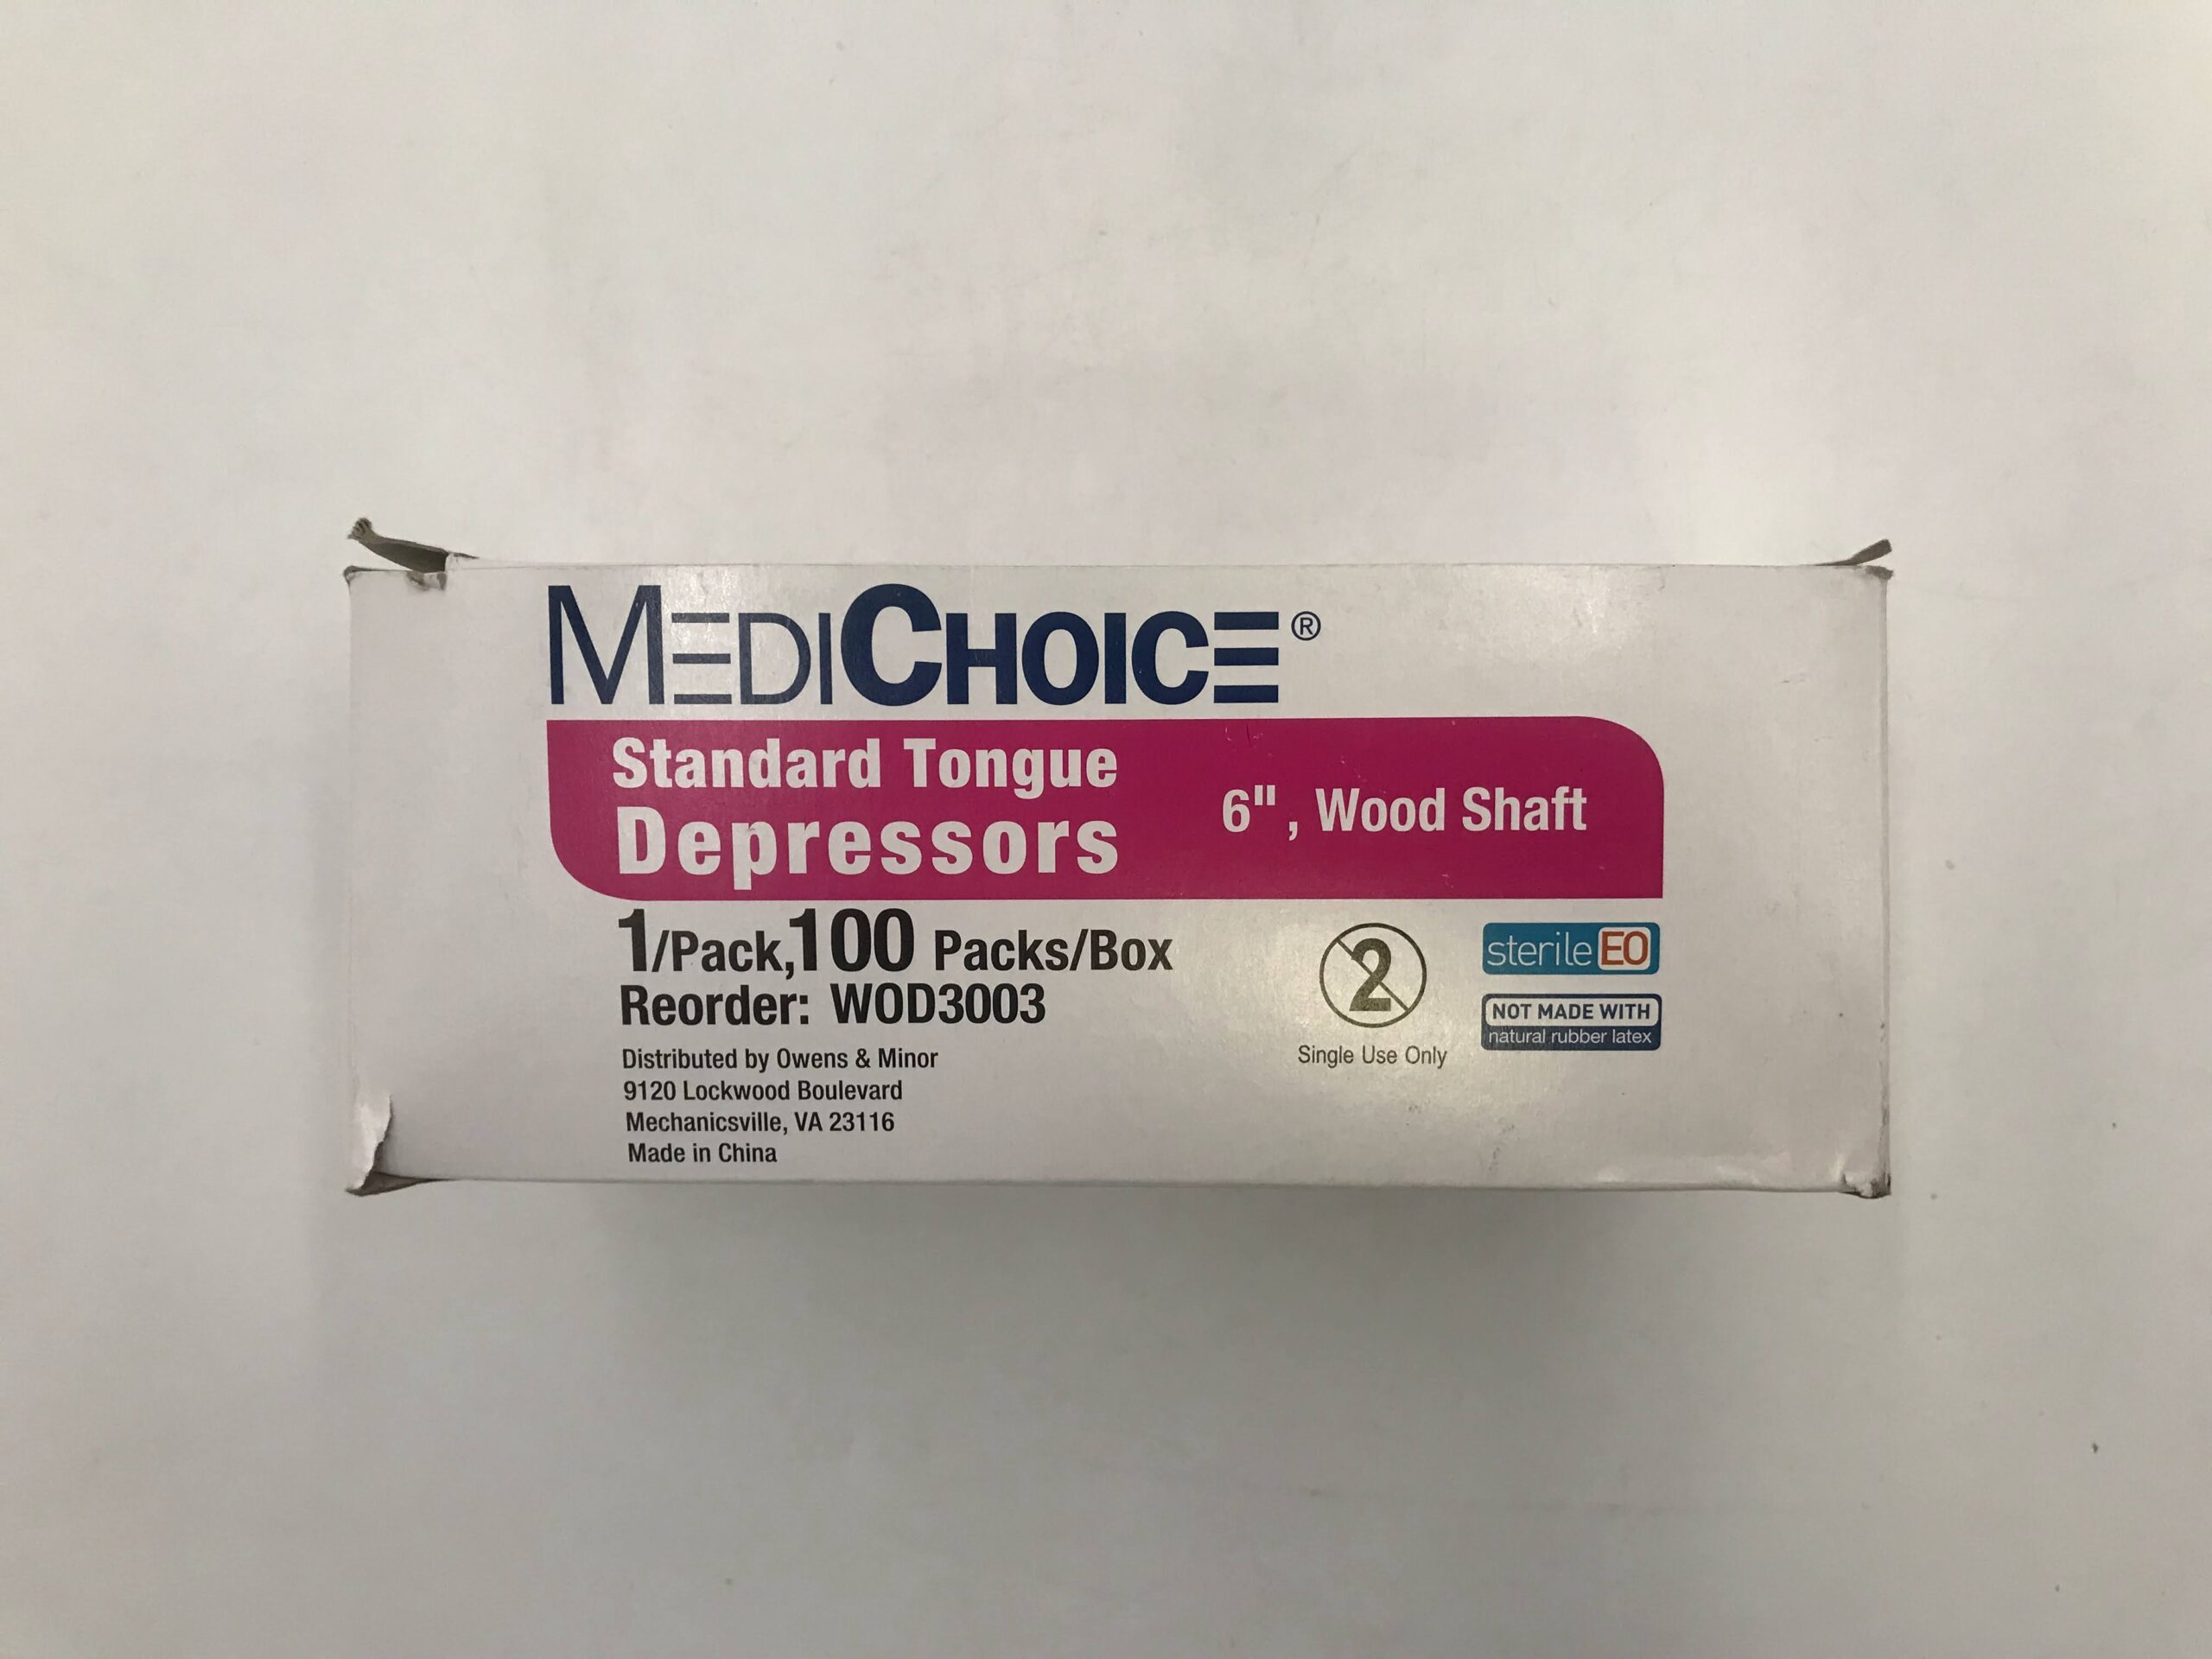 MEDICHOICE®
Standard Tongue
Depressors
6", Wood Shaft
1/Pack,100 Packs/Box
Reorder: WOD3003
Distributed by Owens & Minor
9120 Lockwood Boulevard
Mechanicsville, VA 23116
Made in China
2
Single Use Only
sterile EO
NOT MADE WITH
natural rubber latex